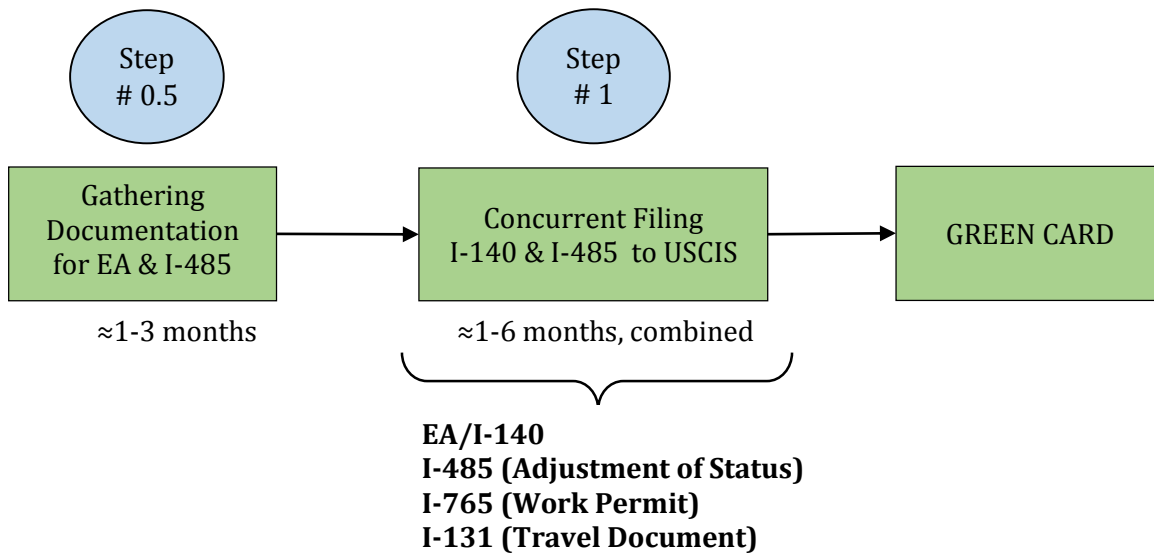 Step
# 0.5
Step
# 1
Gathering
Documentation
for EA & I-485
Concurrent Filing
I-140 & I-485 to USCIS
GREEN CARD
≈1-3 months
≈1-6 months, combined
EA/I-140
I-485 (Adjustment of Status)
I-765 (Work Permit)
I-131 (Travel Document)